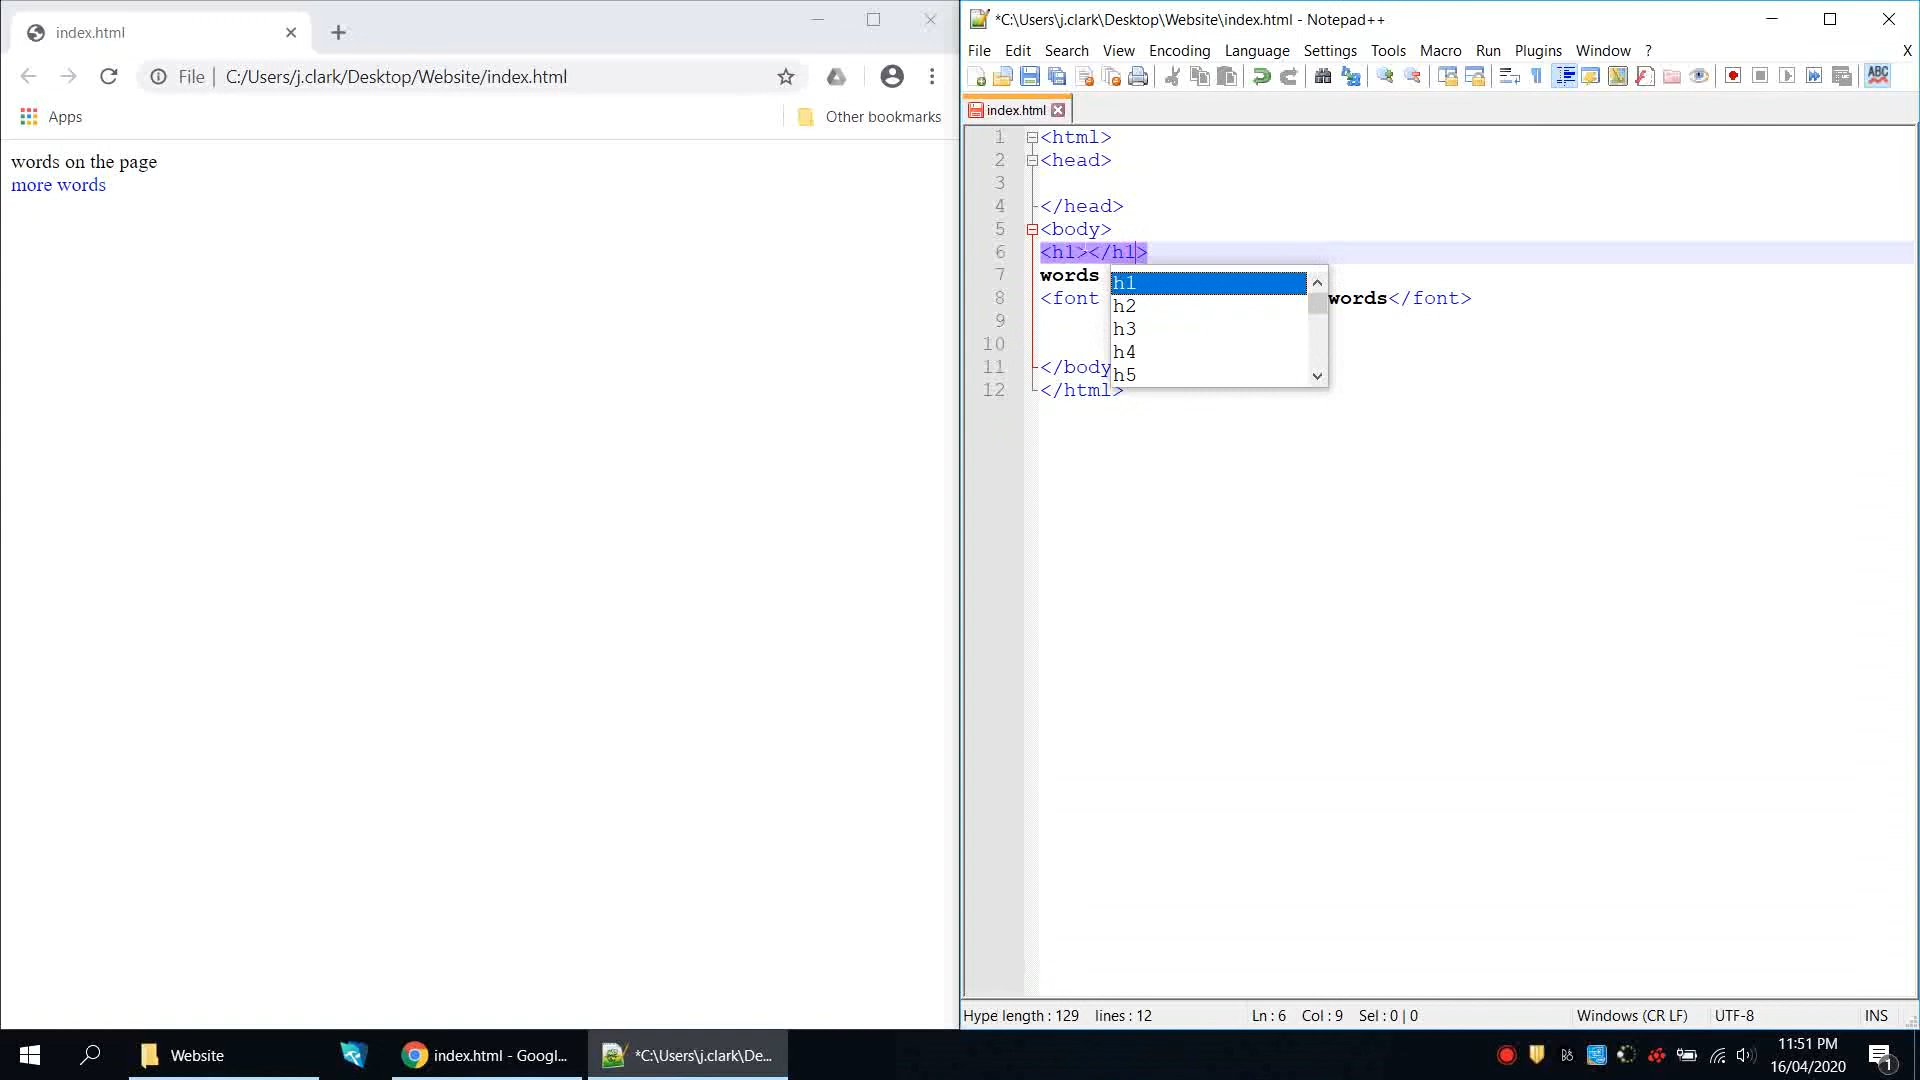 index.html
File | C:/Users/j.clark/Desktop/Website/index.html
Apps
Other bookmarks
words on the page
more words
*C:\Users\j.clark\Desktop\Website\index.html - Notepad++
File Edit Search View Encoding Language Settings Tools Macro Run Plugins Window ? X
ABC
index.html
1 <html>
2 <head>
3
4 </head>
5 <body>
6 <h1></h1>
7 words
8 <font words</font>
9
10
11 </body
12 </html>
h1
h2
h3
h4
h5
Hype length : 129 lines : 12 Ln : 6 Col : 9 Sel : 0 | 0 Windows (CR LF) UTF-8 INS
Website
index.html - Googl...
*C:\Users\j.clark\De...
11:51 PM
16/04/2020
1